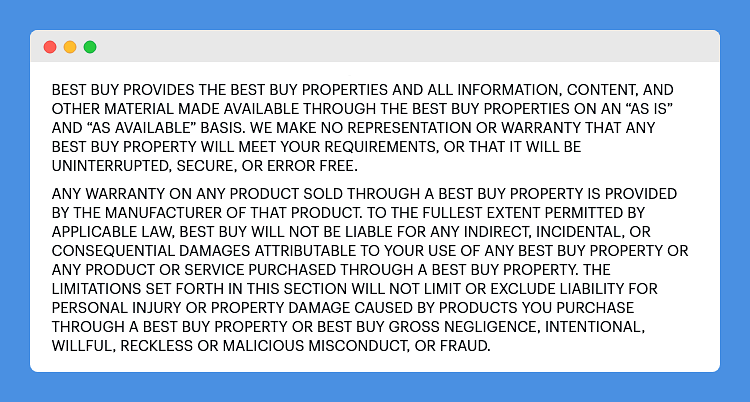 BEST BUY PROVIDES THE BEST BUY PROPERTIES AND ALL INFORMATION, CONTENT, AND
OTHER MATERIAL MADE AVAILABLE THROUGH THE BEST BUY PROPERTIES ON AN “AS IS”
AND “AS AVAILABLE” BASIS. WE MAKE NO REPRESENTATION OR WARRANTY THAT ANY
BEST BUY PROPERTY WILL MEET YOUR REQUIREMENTS, OR THAT IT WILL BE
UNINTERRUPTED, SECURE, OR ERROR FREE.
ANY WARRANTY ON ANY PRODUCT SOLD THROUGH A BEST BUY PROPERTY IS PROVIDED
BY THE MANUFACTURER OF THAT PRODUCT. TO THE FULLEST EXTENT PERMITTED BY
APPLICABLE LAW, BEST BUY WILL NOT BE LIABLE FOR ANY INDIRECT, INCIDENTAL, OR
CONSEQUENTIAL DAMAGES ATTRIBUTABLE TO YOUR USE OF ANY BEST BUY PROPERTY OR
ANY PRODUCT OR SERVICE PURCHASED THROUGH A BEST BUY PROPERTY. THE
LIMITATIONS SET FORTH IN THIS SECTION WILL NOT LIMIT OR EXCLUDE LIABILITY FOR
PERSONAL INJURY OR PROPERTY DAMAGE CAUSED BY PRODUCTS YOU PURCHASE
THROUGH A BEST BUY PROPERTY OR BEST BUY GROSS NEGLIGENCE, INTENTIONAL,
WILLFUL, RECKLESS OR MALICIOUS MISCONDUCT, OR FRAUD.